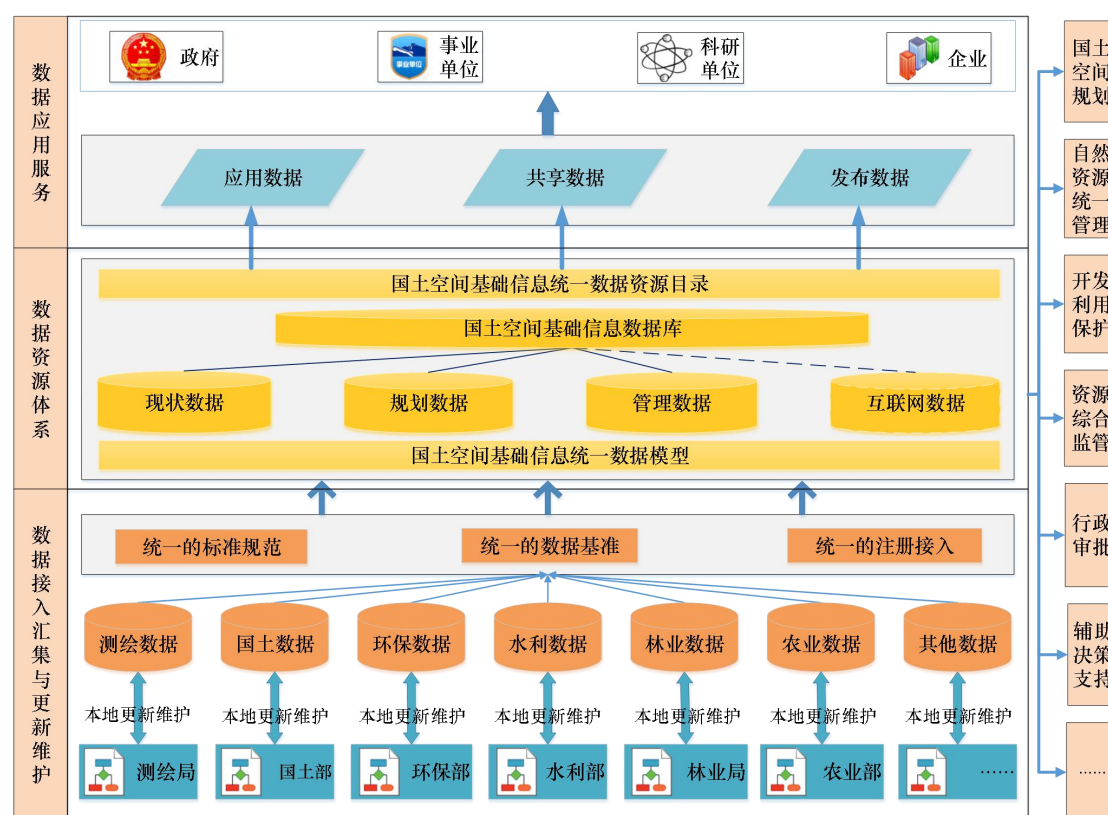 数据应用服务
政府
事业
单位
事业单位
科研
单位
企业
应用数据
共享数据
发布数据
数据资源体系
国土空间基础信息统一数据资源目录
国土空间基础信息数据库
现状数据
规划数据
管理数据
互联网数据
国土空间基础信息统一数据模型
数据接入汇集与更新维护
统一的标准规范
统一的数据基准
统一的注册接入
测绘数据
国土数据
环保数据
水利数据
林业数据
农业数据
其他数据
本地更新维护
本地更新维护
本地更新维护
本地更新维护
本地更新维护
本地更新维护
本地更新维护
测绘局
国土部
环保部
水利部
林业局
农业部
……
国土
空间
规划
自然
资源
统一
管理
开发
利用
保护
资源
综合
监管
行政
审批
辅助
决策
支持
……